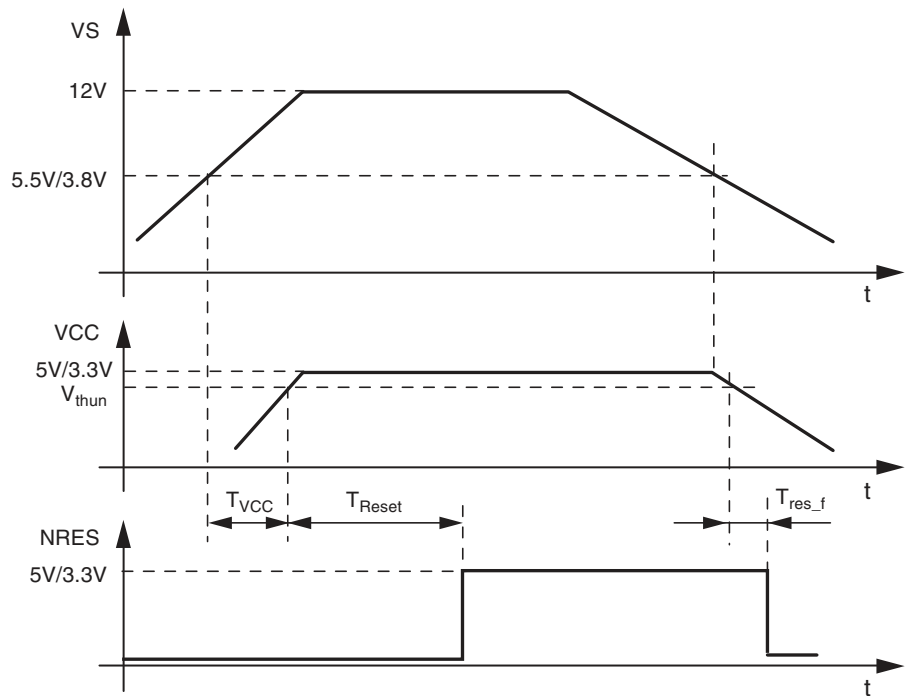 VS
12V
5.5V/3.8V
t
VCC
5V/3.3V
Vthun
t
TVCC
TReset
Tres_f
NRES
5V/3.3V
t